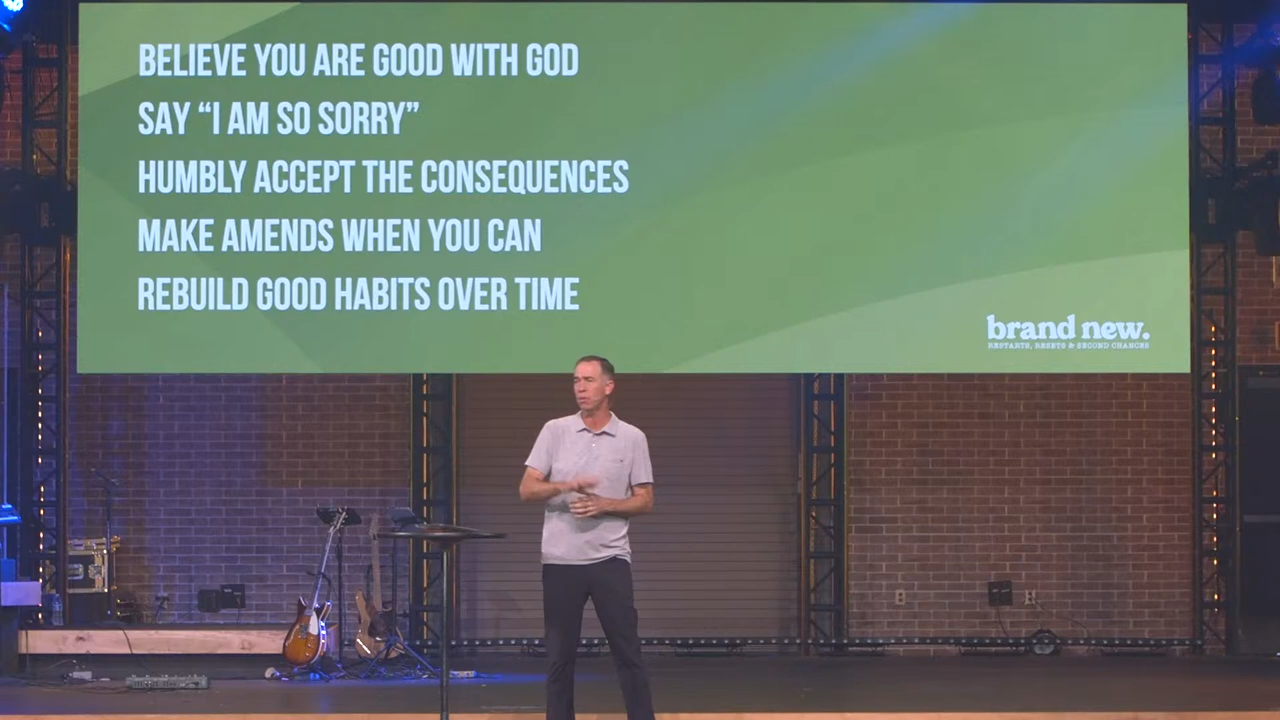 BELIEVE YOU ARE GOOD WITH GOD
SAY “I AM SO SORRY”
HUMBLY ACCEPT THE CONSEQUENCES
MAKE AMENDS WHEN YOU CAN
REBUILD GOOD HABITS OVER TIME
brand new.
RESTARTS, RESETS & SECOND CHANCES